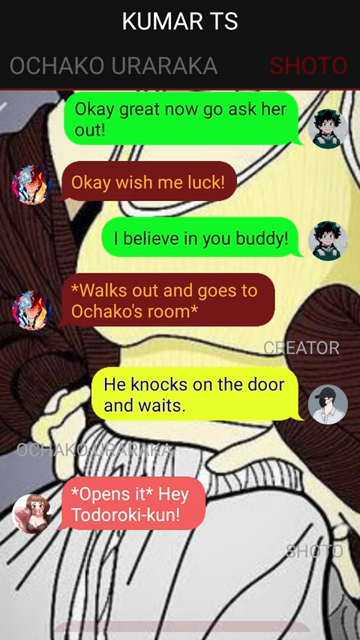 KUMAR TS
OCHAKO URARAKA SHOTO
Okay great now go ask her
out!
Okay wish me luck!
I believe in you buddy!
*Walks out and goes to
Ochako's room*
CREATOR
He knocks on the door
and waits.
OCHAKO URARAKA
*Opens it* Hey
Todoroki-kun!
SHOTO